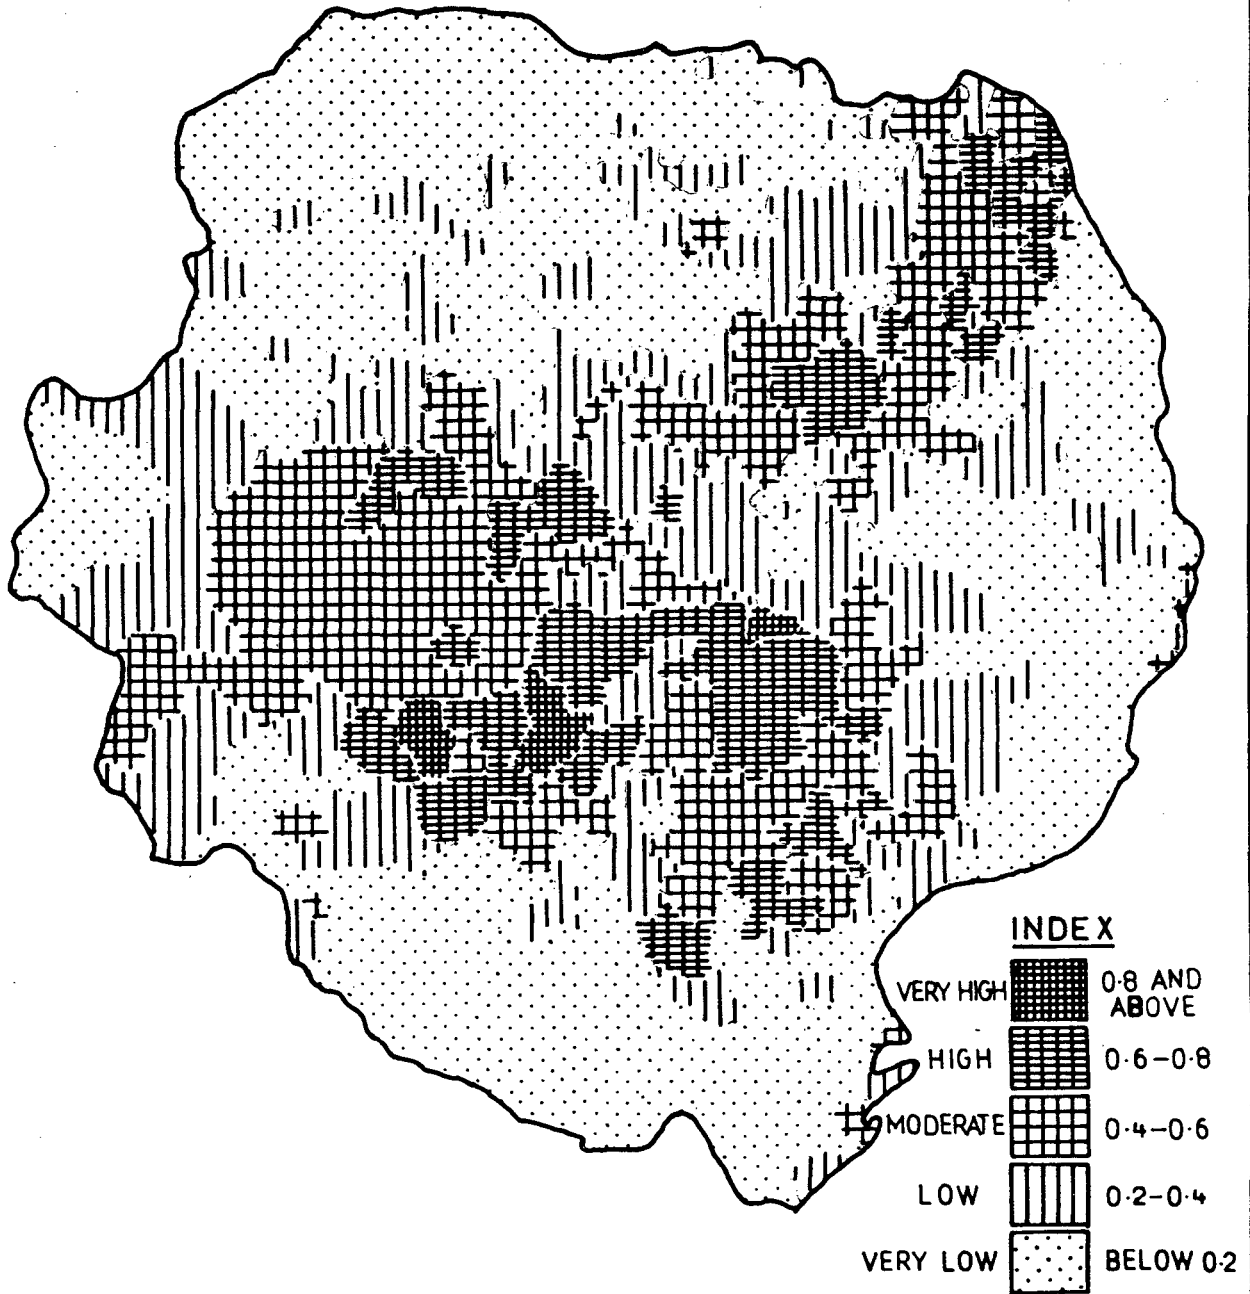 INDEX
VERY HIGH 0.8 AND ABOVE
HIGH 0.6-0.8
MODERATE 0.4-0.6
LOW 0.2-0.4
VERY LOW BELOW 0.2